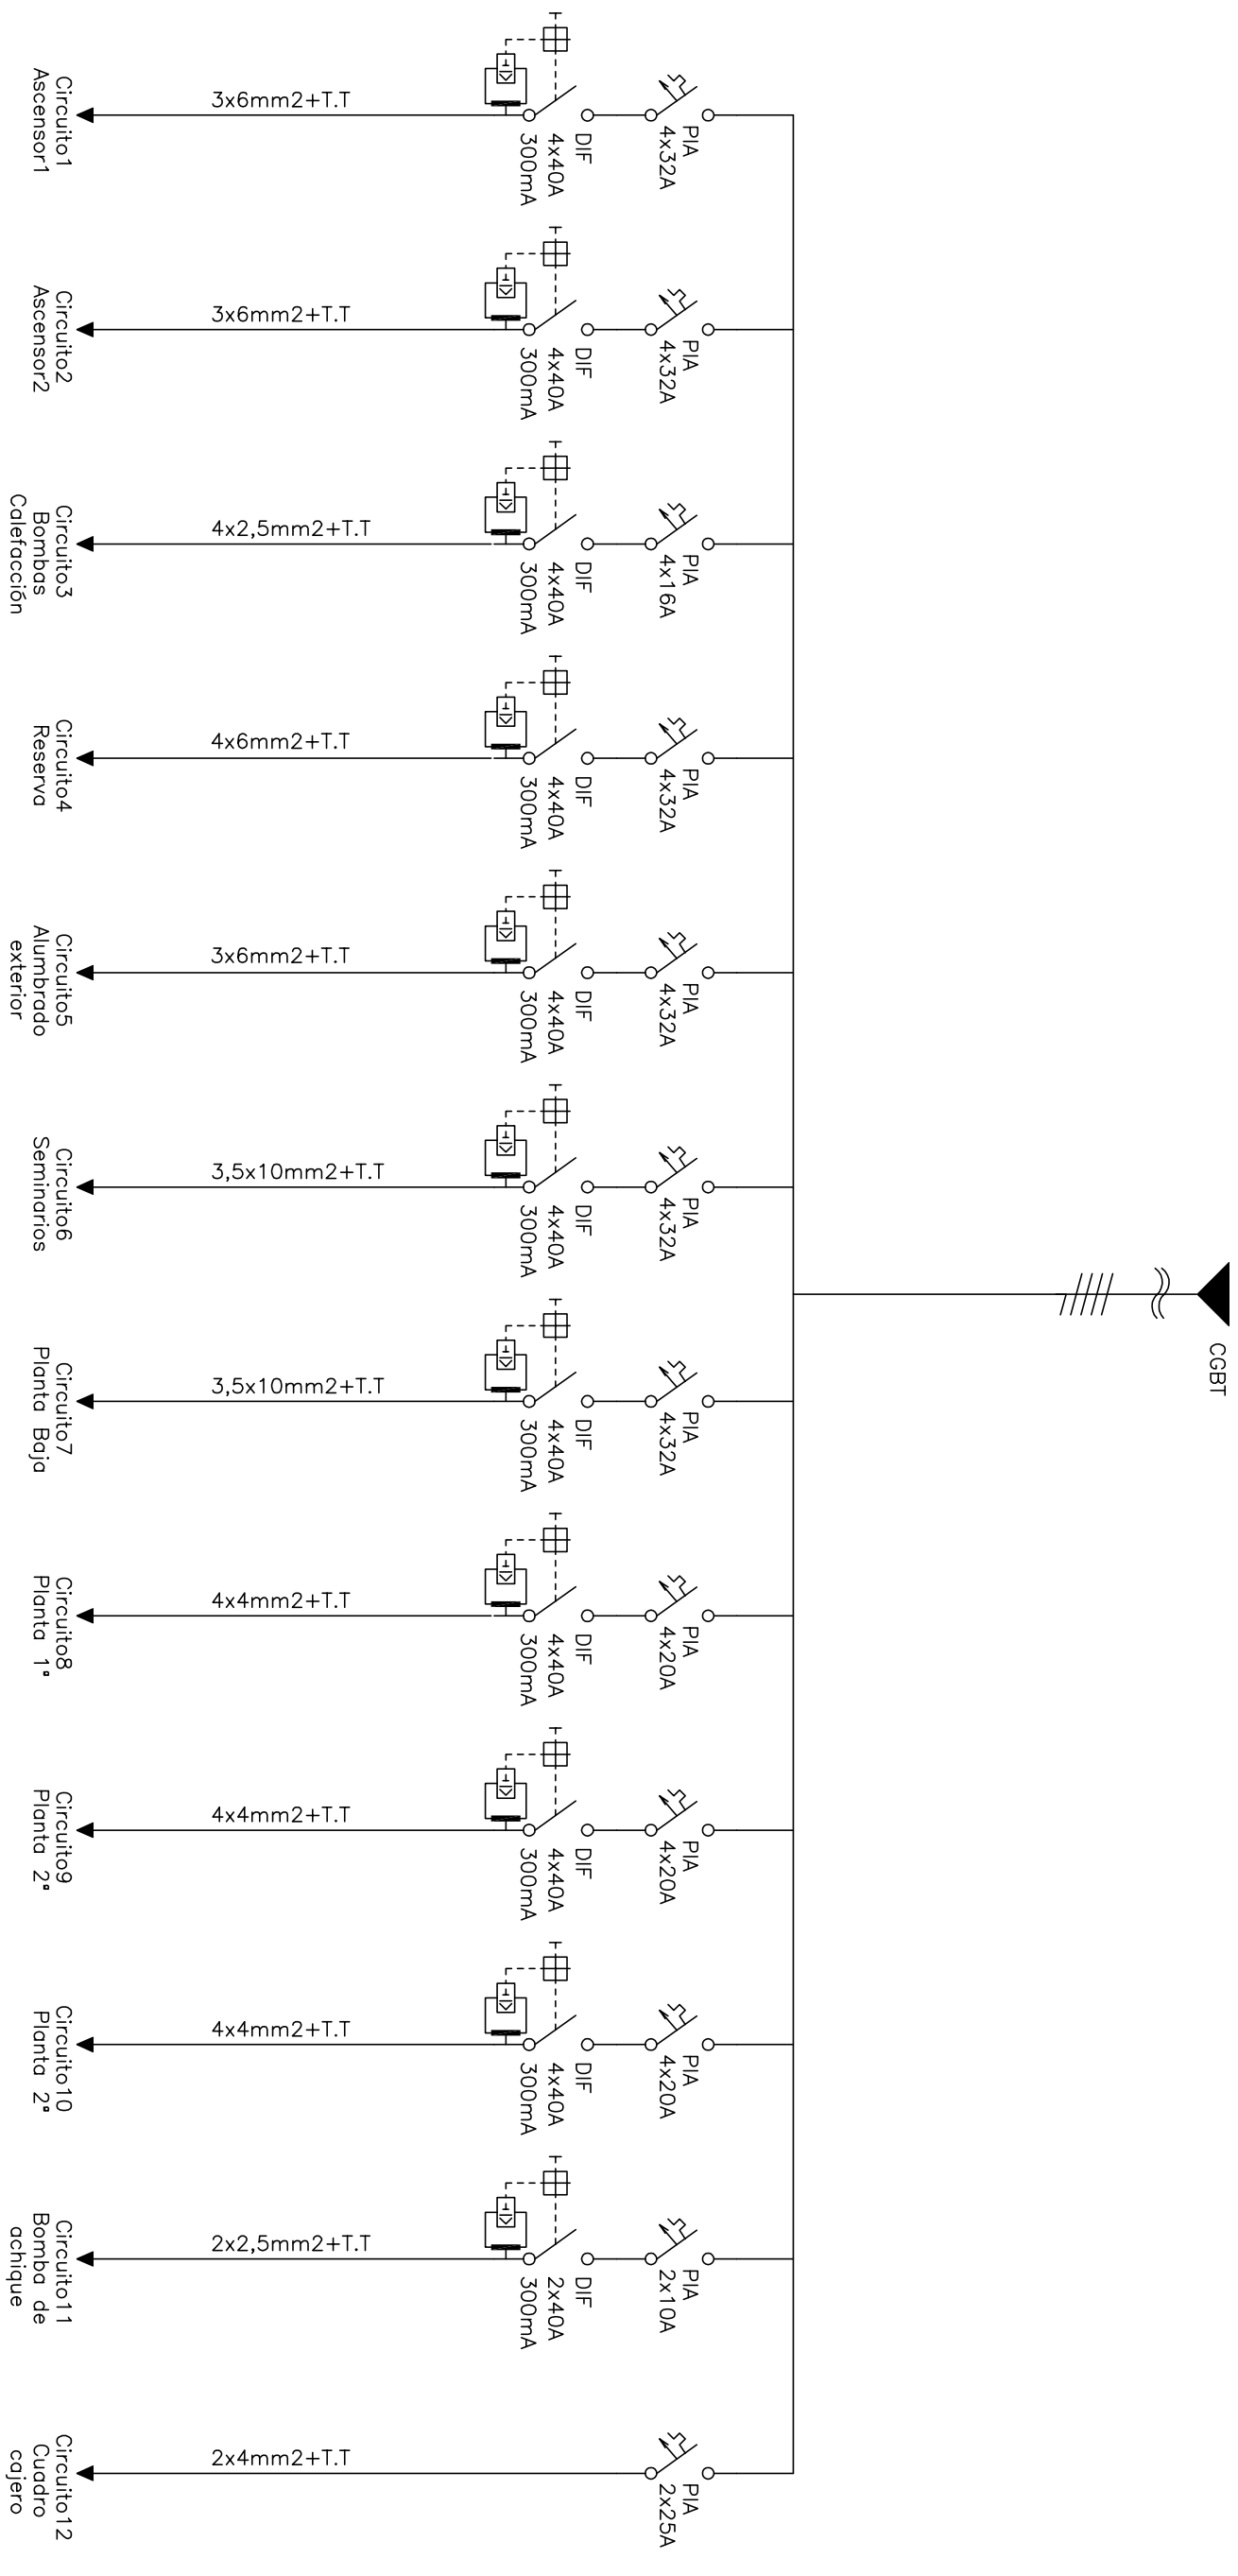 CGBT
PIA
4x32A
DIF
4x40A
300mA
3x6mm2+T.T
Circuito1
Ascensor1
PIA
4x32A
DIF
4x40A
300mA
3x6mm2+T.T
Circuito2
Ascensor2
PIA
4x16A
DIF
4x40A
300mA
4x2,5mm2+T.T
Circuito3
Bombas
Calefacción
PIA
4x32A
DIF
4x40A
300mA
4x6mm2+T.T
Circuito4
Reserva
PIA
4x32A
DIF
4x40A
300mA
3x6mm2+T.T
Circuito5
Alumbrado
exterior
PIA
4x32A
DIF
4x40A
300mA
3,5x10mm2+T.T
Circuito6
Seminarios
PIA
4x32A
DIF
4x40A
300mA
3,5x10mm2+T.T
Circuito7
Planta Baja
PIA
4x20A
DIF
4x40A
300mA
4x4mm2+T.T
Circuito8
Planta 1ª
PIA
4x20A
DIF
4x40A
300mA
4x4mm2+T.T
Circuito9
Planta 2ª
PIA
4x20A
DIF
4x40A
300mA
4x4mm2+T.T
Circuito10
Planta 2ª
PIA
2x10A
DIF
2x40A
300mA
2x2,5mm2+T.T
Circuito11
Bomba de
achique
PIA
2x25A
2x4mm2+T.T
Circuito12
Cuadro
cajero